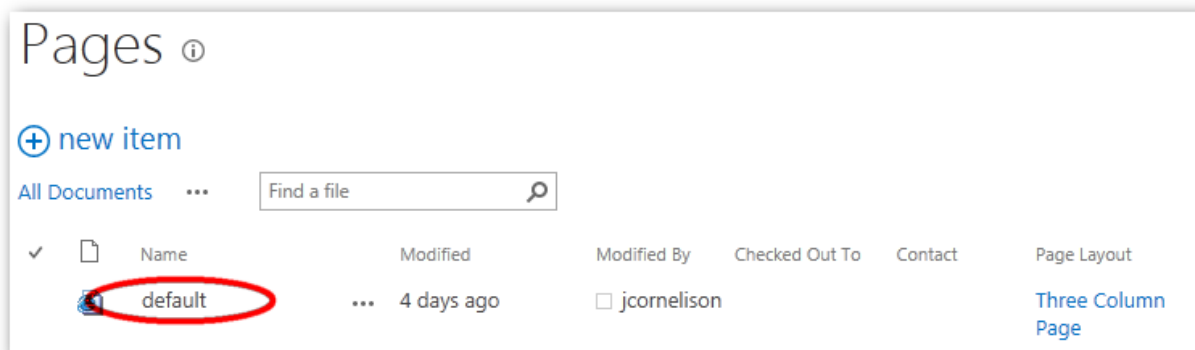 Pages
new item
All Documents ... Find a file
Name Modified Modified By Checked Out To Contact Page Layout
default ... 4 days ago jcornelison Three Column
Page